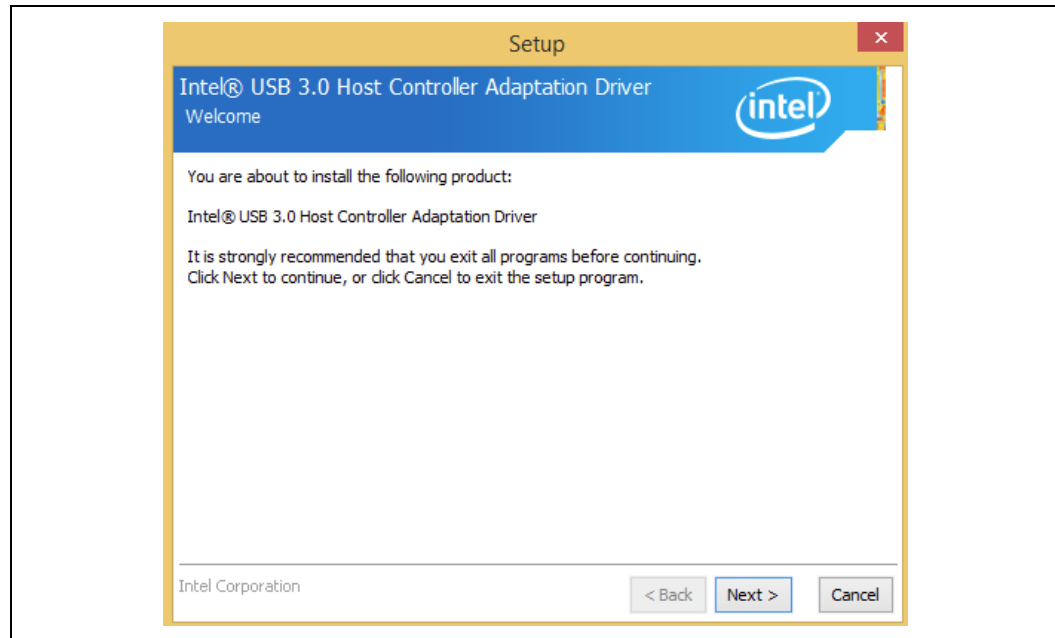 Setup
Intel® USB 3.0 Host Controller Adaptation Driver
Welcome
intel
You are about to install the following product:
Intel® USB 3.0 Host Controller Adaptation Driver
It is strongly recommended that you exit all programs before continuing.
Click Next to continue, or click Cancel to exit the setup program.
Intel Corporation
< Back Next > Cancel